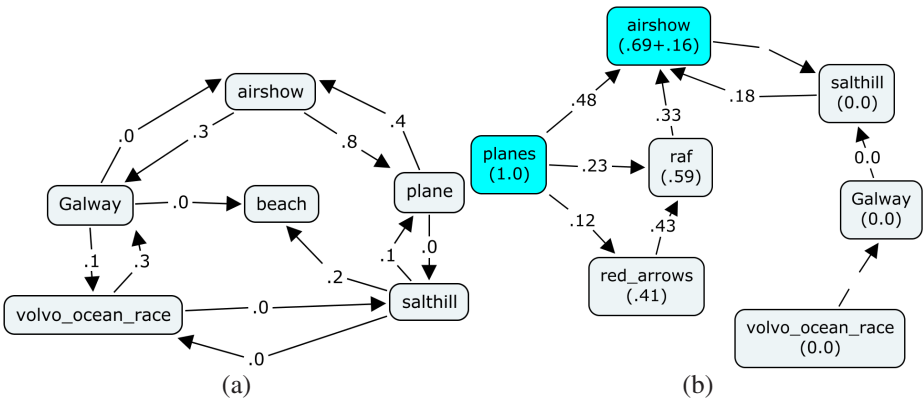 airshow
.0
.3
.8
.4
Galway
.0
beach
plane
.1
.3
.2
.1
.0
volvo_ocean_race
.0
salthill
.0
(a)
airshow
(.69+.16)
.48
.33
.18
salthill
(0.0)
planes
(1.0)
.23
raf
(.59)
0.0
.12
.43
Galway
(0.0)
red_arrows
(.41)
volvo_ocean_race
(0.0)
(b)